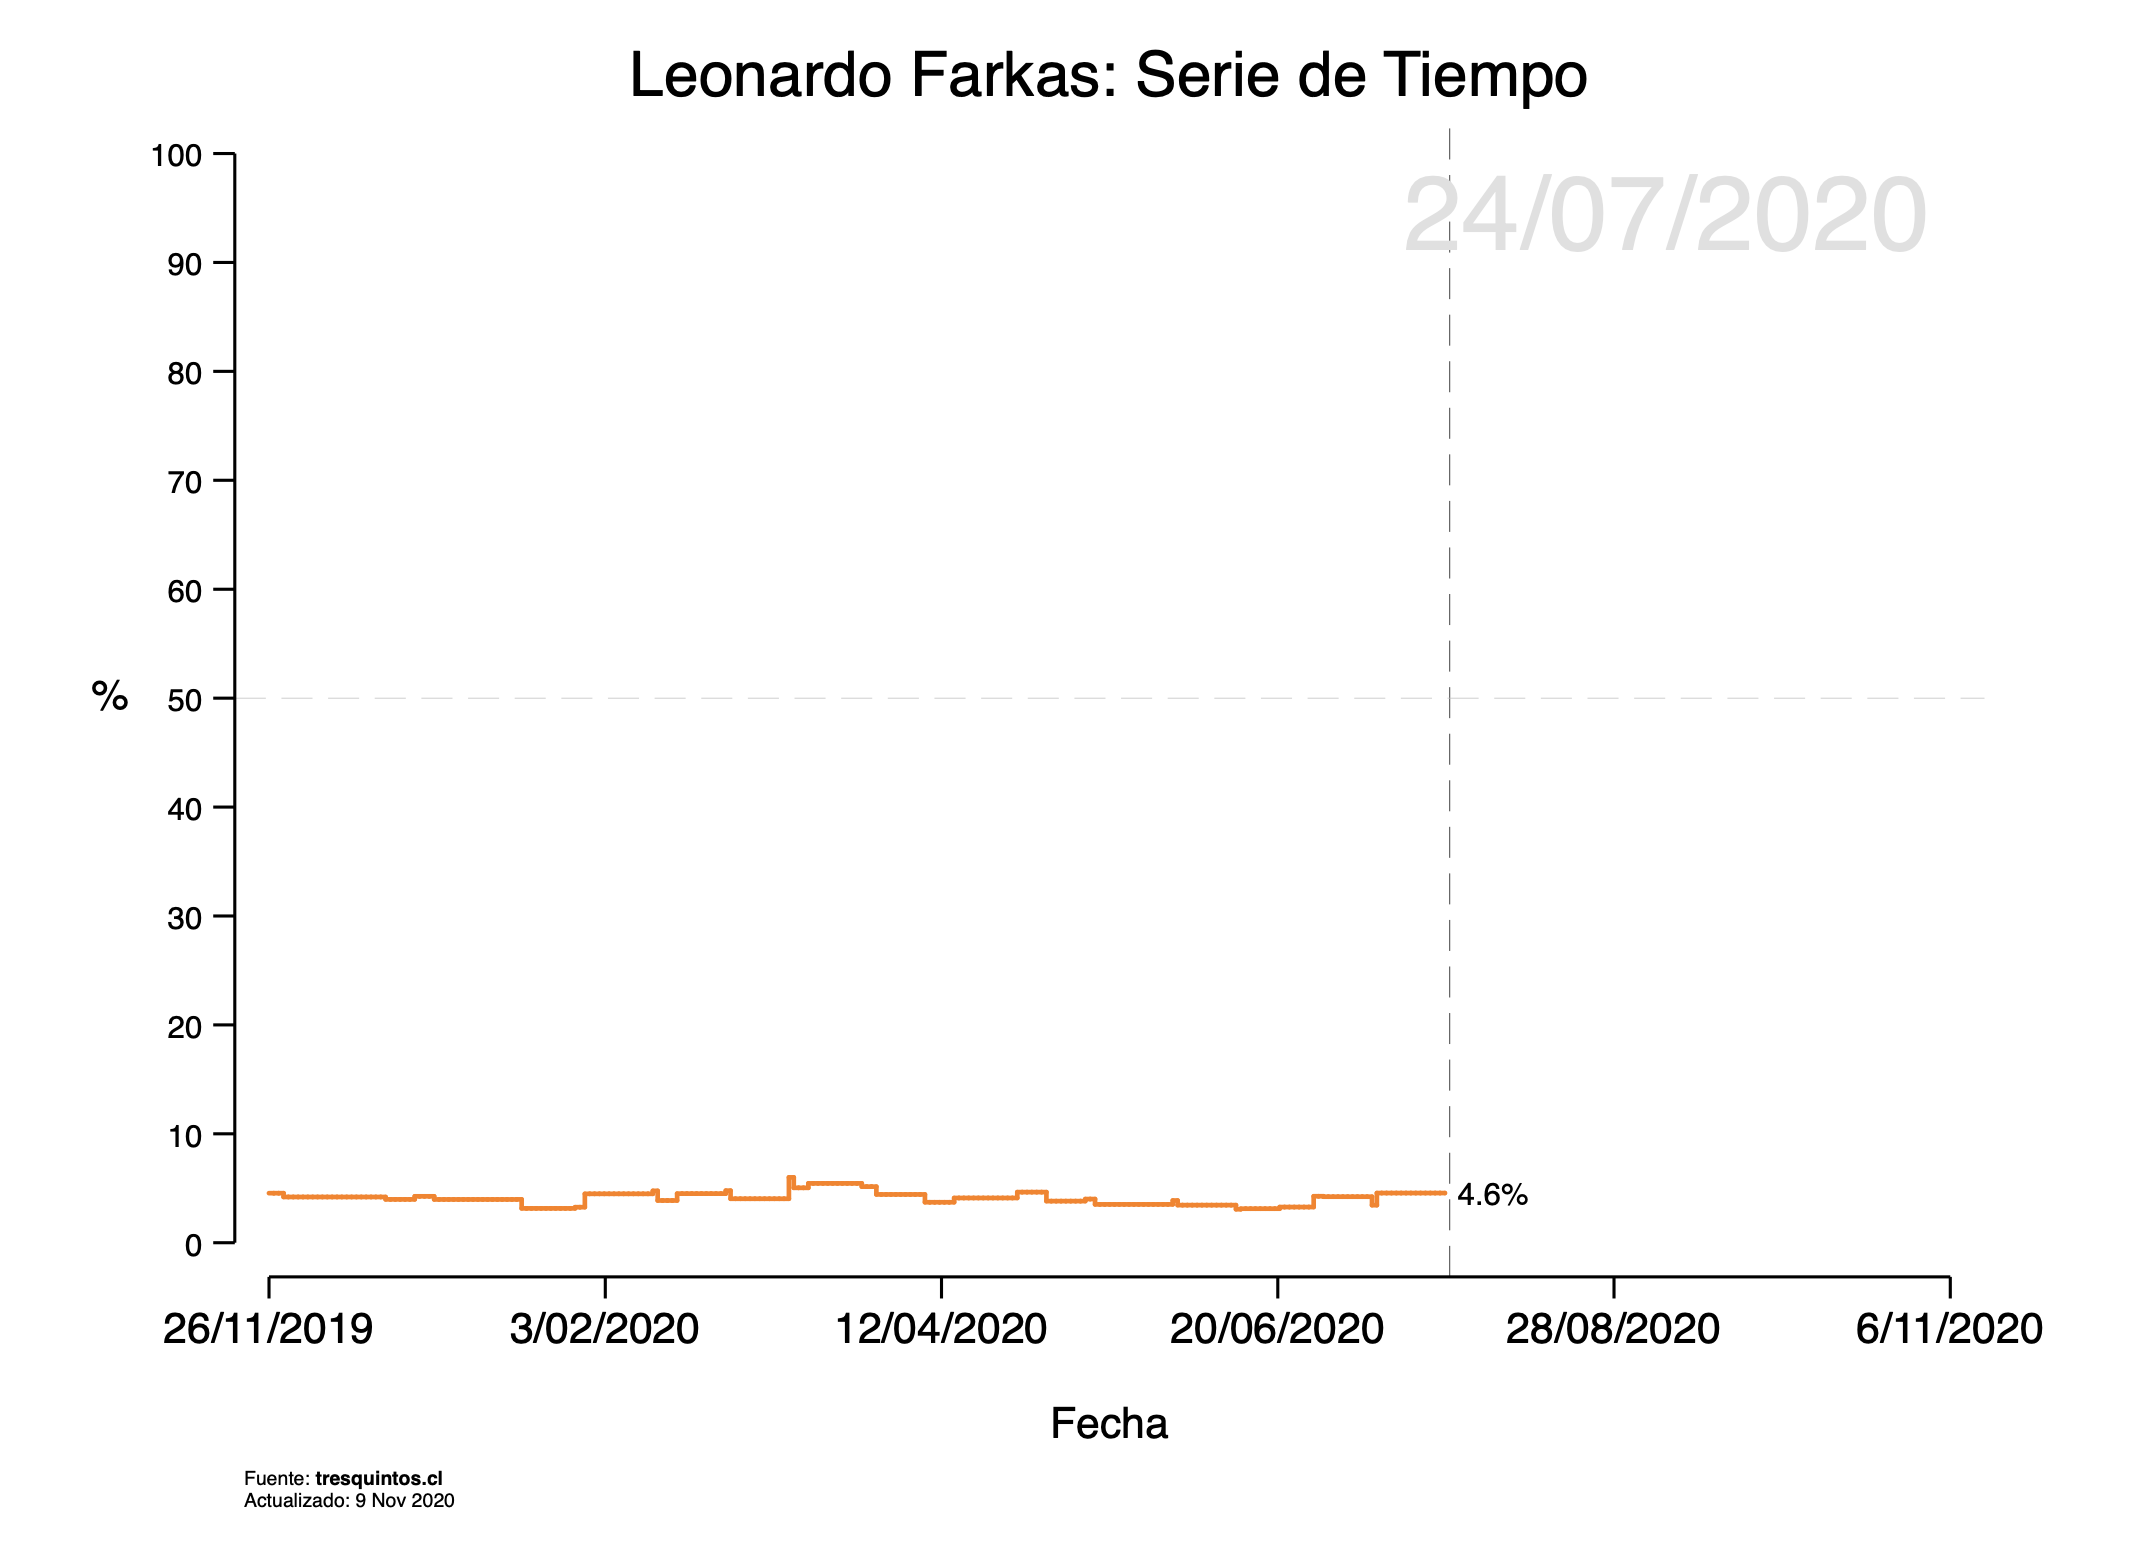 Leonardo Farkas: Serie de Tiempo
24/07/2020
100
90
80
70
60
50
40
30
20
10
0
%
4.6%
26/11/2019 3/02/2020 12/04/2020 20/06/2020 28/08/2020 6/11/2020
Fecha
Fuente: tresquintos.cl
Actualizado: 9 Nov 2020